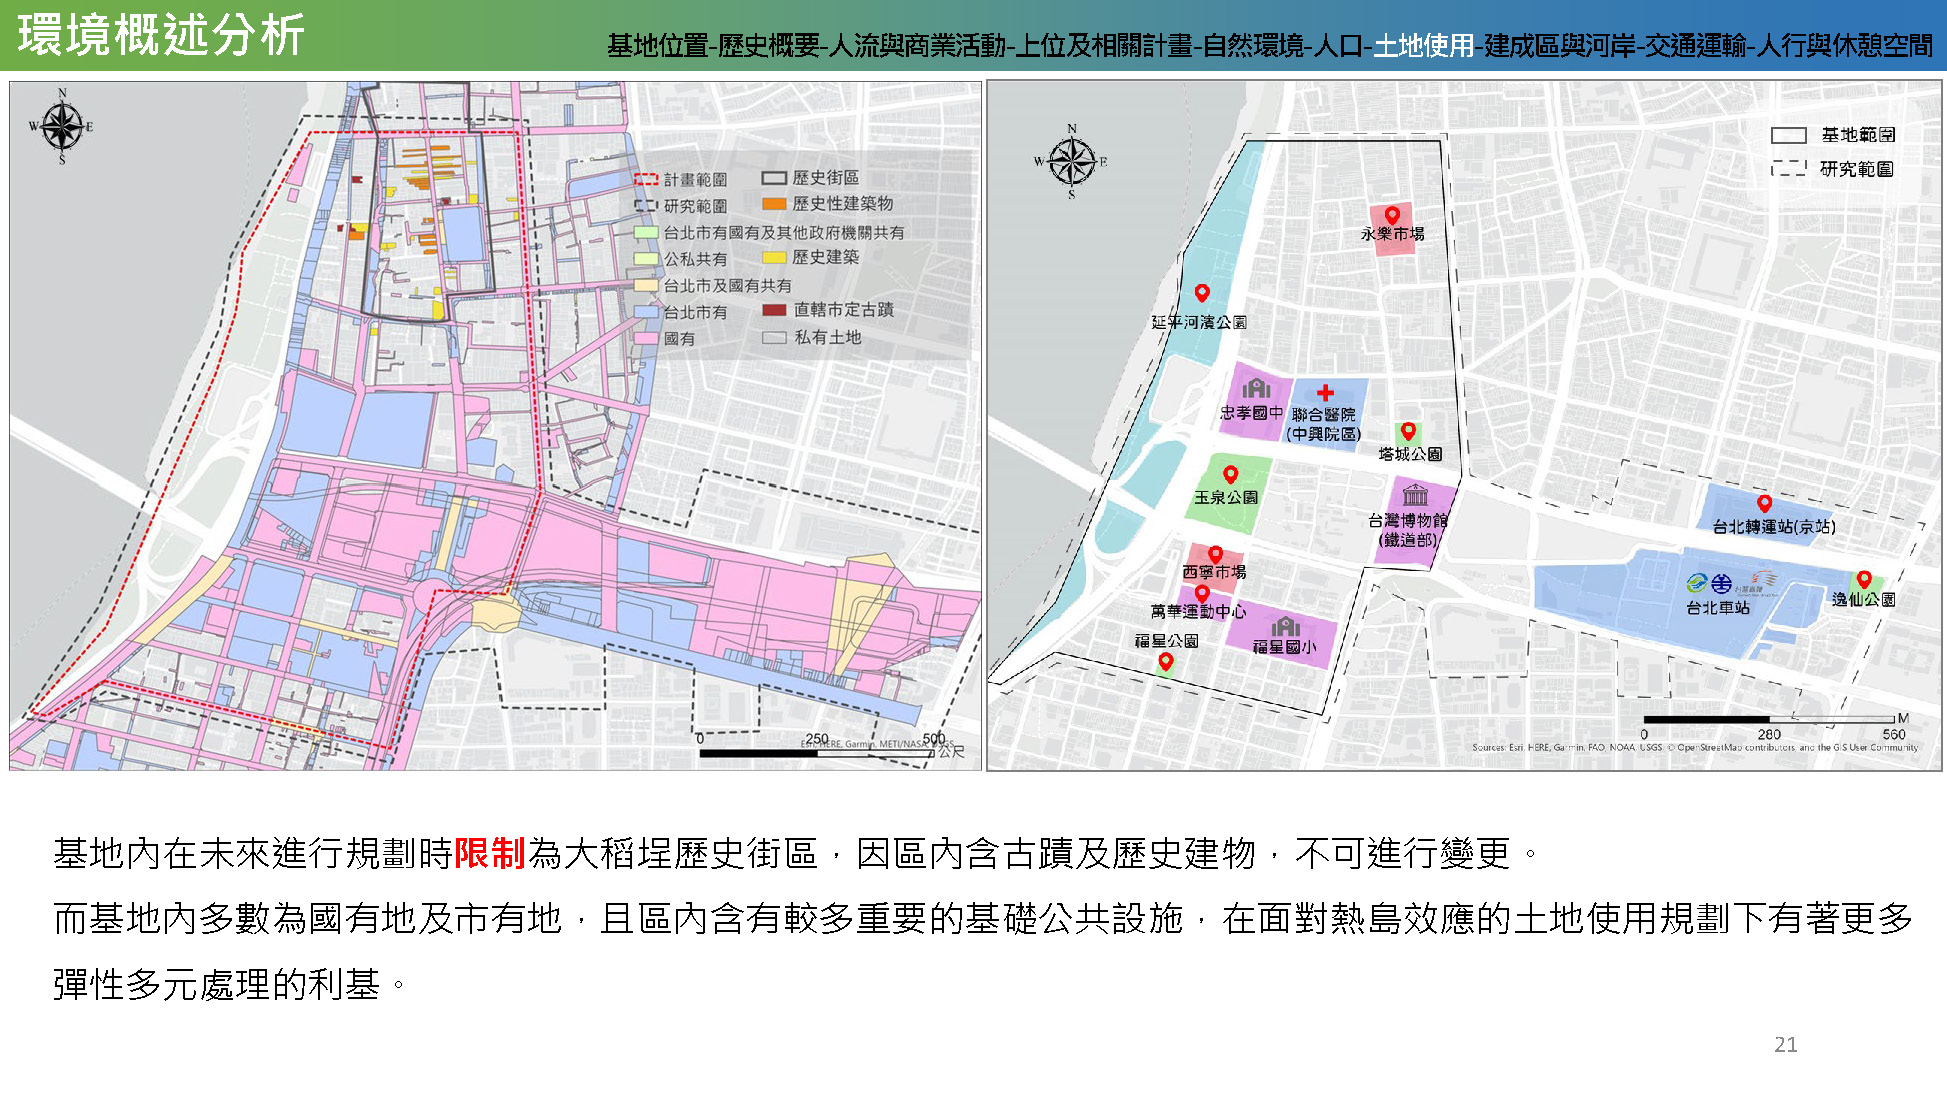 環境概述分析
基地位置-歷史概要-人流與商業活動-上位及相關計畫-自然環境-人口-土地使用-建成區與河岸-交通運輸-人行與休憩空間
N
W E
S
計畫範圍
歷史街區
研究範圍
歷史性建築物
台北市有國有及其他政府機關共有
公私共有
歷史建築
台北市及國有共有
台北市有
直轄市定古蹟
國有
私有土地
0 250 500
公尺
Esri, HERE, Garmin, METI/NASA, USGS
N
W E
S
基地範圍
研究範圍
永樂市場
延平河濱公園
忠孝國中
聯合醫院
(中興院區)
塔城公園
玉泉公園
台灣博物館
(鐵道部)
台北轉運站(京站)
西寧市場
萬華運動中心
台灣高鐵
台北車站
逸仙公園
福星公園
福星國小
M
0 280 560
Sources: Esri, HERE, Garmin, FAO, NOAA, USGS, © OpenStreetMap contributors, and the GIS User Community
基地內在未來進行規劃時限制為大稻埕歷史街區，因區內含古蹟及歷史建物，不可進行變更。
而基地內多數為國有地及市有地，且區內含有較多重要的基礎公共設施，在面對熱島效應的土地使用規劃下有著更多
彈性多元處理的利基。
21